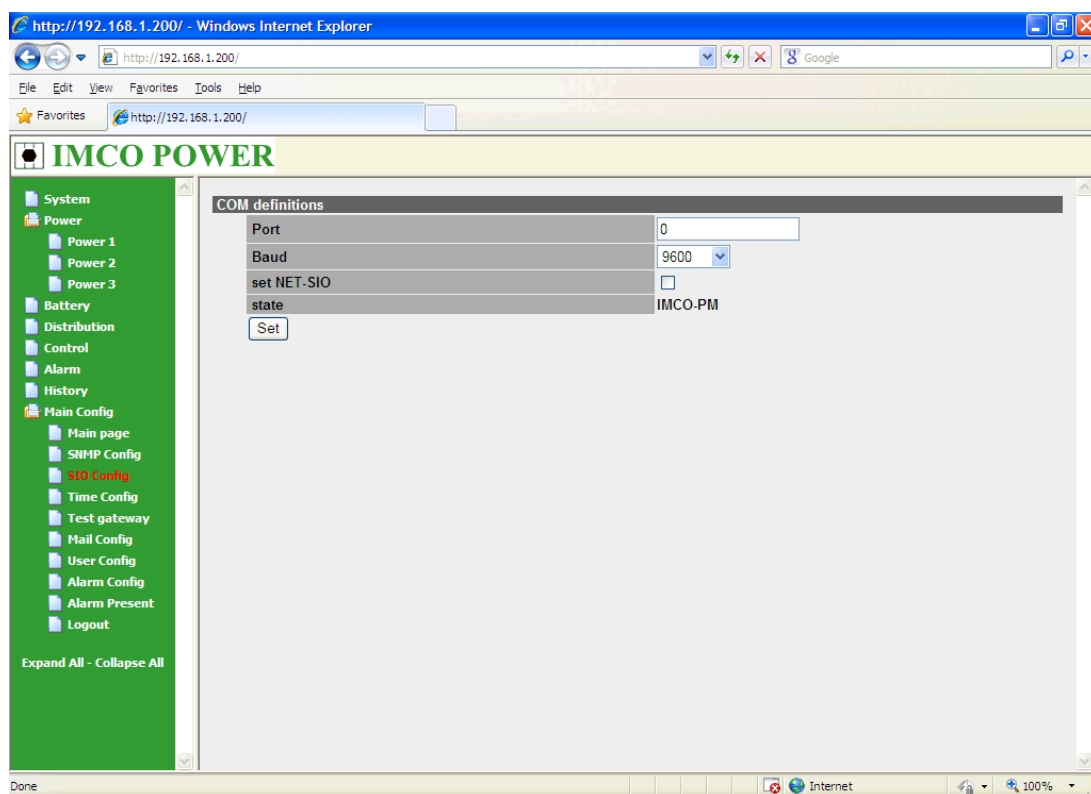 http://192.168.1.200/ - Windows Internet Explorer
http://192.168.1.200/
Google
File Edit View Favorites Tools Help
Favorites
http://192.168.1.200/
IMCO POWER
System
Power
Power 1
Power 2
Power 3
Battery
Distribution
Control
Alarm
History
Main Config
Main page
SNMP Config
SIO Config
Time Config
Test gateway
Mail Config
User Config
Alarm Config
Alarm Present
Logout
Expand All - Collapse All
COM definitions
Port 0
Baud 9600
set NET-SIO
state IMCO-PM
Set
Done
Internet
100%